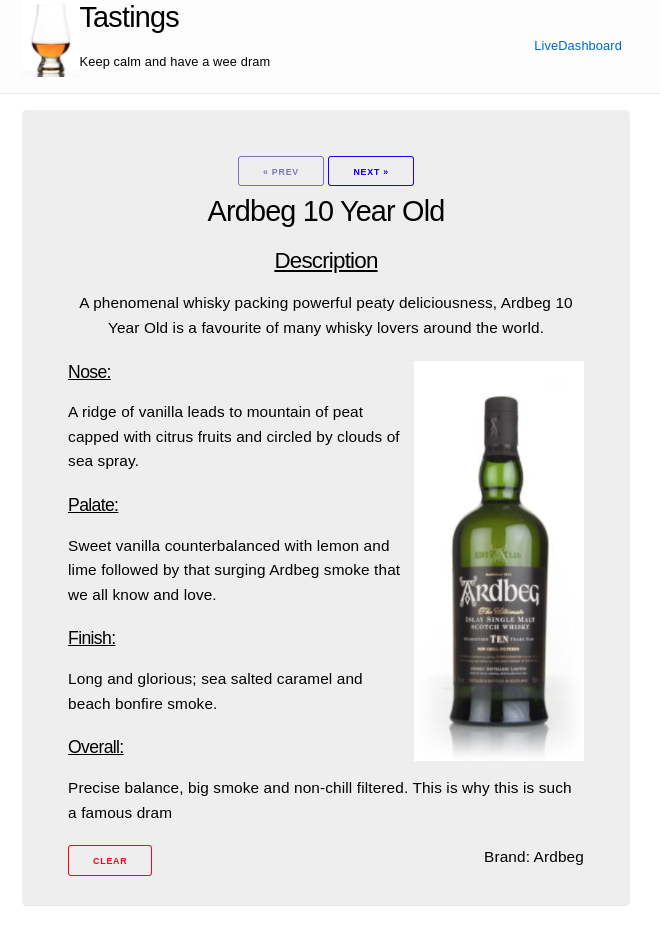 Tastings
Keep calm and have a wee dram
LiveDashboard
« PREV
NEXT »
Ardbeg 10 Year Old
Description
A phenomenal whisky packing powerful peaty deliciousness, Ardbeg 10
Year Old is a favourite of many whisky lovers around the world.
Nose:
A ridge of vanilla leads to mountain of peat
capped with citrus fruits and circled by clouds of
sea spray.
Palate:
Sweet vanilla counterbalanced with lemon and
lime followed by that surging Ardbeg smoke that
we all know and love.
Finish:
Long and glorious; sea salted caramel and
beach bonfire smoke.
Overall:
Precise balance, big smoke and non-chill filtered. This is why this is such
a famous dram
ARDBEG
The Ultimate
ISLAY SINGLE MALT
SCOTCH WHISKY
TEN
NON CHILL-FILTERED
CLEAR
Brand: Ardbeg